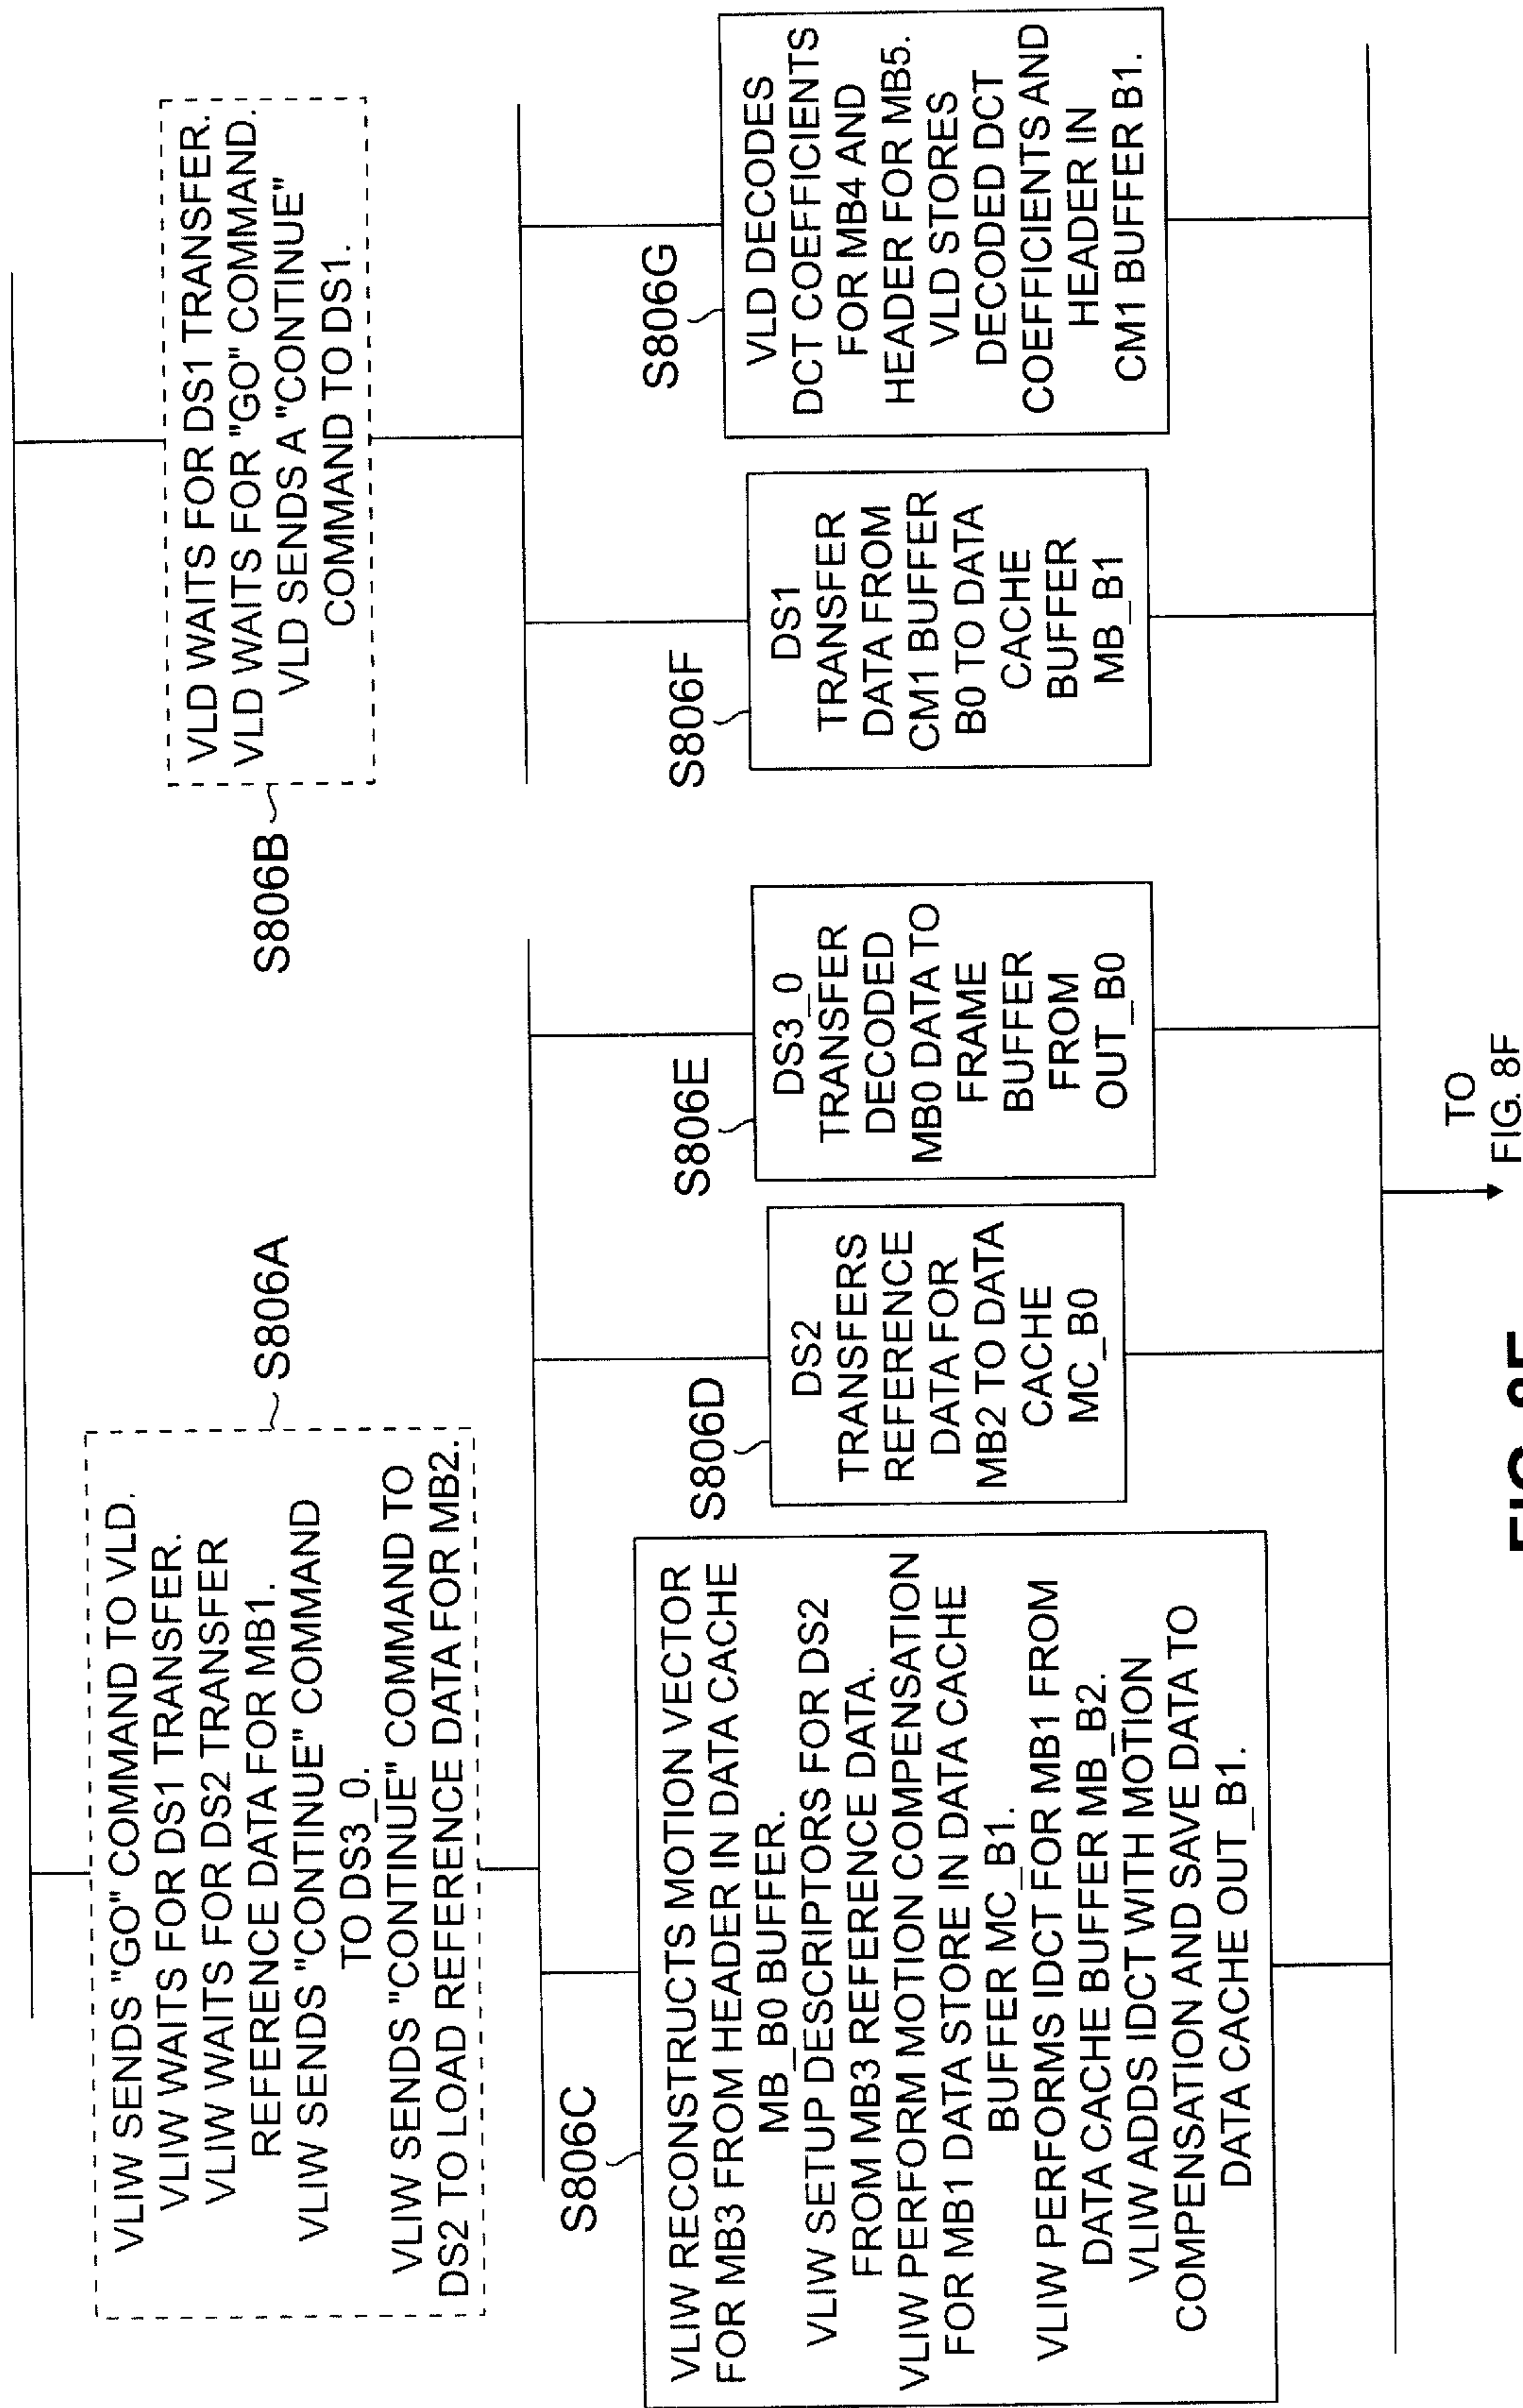 VLIW SENDS "GO" COMMAND TO VLD.
VLIW WAITS FOR DS1 TRANSFER.
VLIW WAITS FOR DS2 TRANSFER
REFERENCE DATA FOR MB1.
VLIW SENDS "CONTINUE" COMMAND
TO DS3_0.
VLIW SENDS "CONTINUE" COMMAND TO
DS2 TO LOAD REFERENCE DATA FOR MB2.
S806A
VLD WAITS FOR DS1 TRANSFER.
VLD WAITS FOR "GO" COMMAND.
VLD SENDS A "CONTINUE"
COMMAND TO DS1.
S806B
S806C
VLIW RECONSTRUCTS MOTION VECTOR
FOR MB3 FROM HEADER IN DATA CACHE
MB_B0 BUFFER.
VLIW SETUP DESCRIPTORS FOR DS2
FROM MB3 REFERENCE DATA.
VLIW PERFORM MOTION COMPENSATION
FOR MB1 DATA STORE IN DATA CACHE
BUFFER MC_B1.
VLIW PERFORMS IDCT FOR MB1 FROM
DATA CACHE BUFFER MB_B2.
VLIW ADDS IDCT WITH MOTION
COMPENSATION AND SAVE DATA TO
DATA CACHE OUT_B1.
S806D
DS2
TRANSFERS
REFERENCE
DATA FOR
MB2 TO DATA
CACHE
MC_B0
S806E
DS3_0
TRANSFER
DECODED
MB0 DATA TO
FRAME
BUFFER
FROM
OUT_B0
S806F
DS1
TRANSFER
DATA FROM
CM1 BUFFER
B0 TO DATA
CACHE
BUFFER
MB_B1
S806G
VLD DECODES
DCT COEFFICIENTS
FOR MB4 AND
HEADER FOR MB5.
VLD STORES
DECODED DCT
COEFFICIENTS AND
HEADER IN
CM1 BUFFER B1.
TO
FIG. 8F